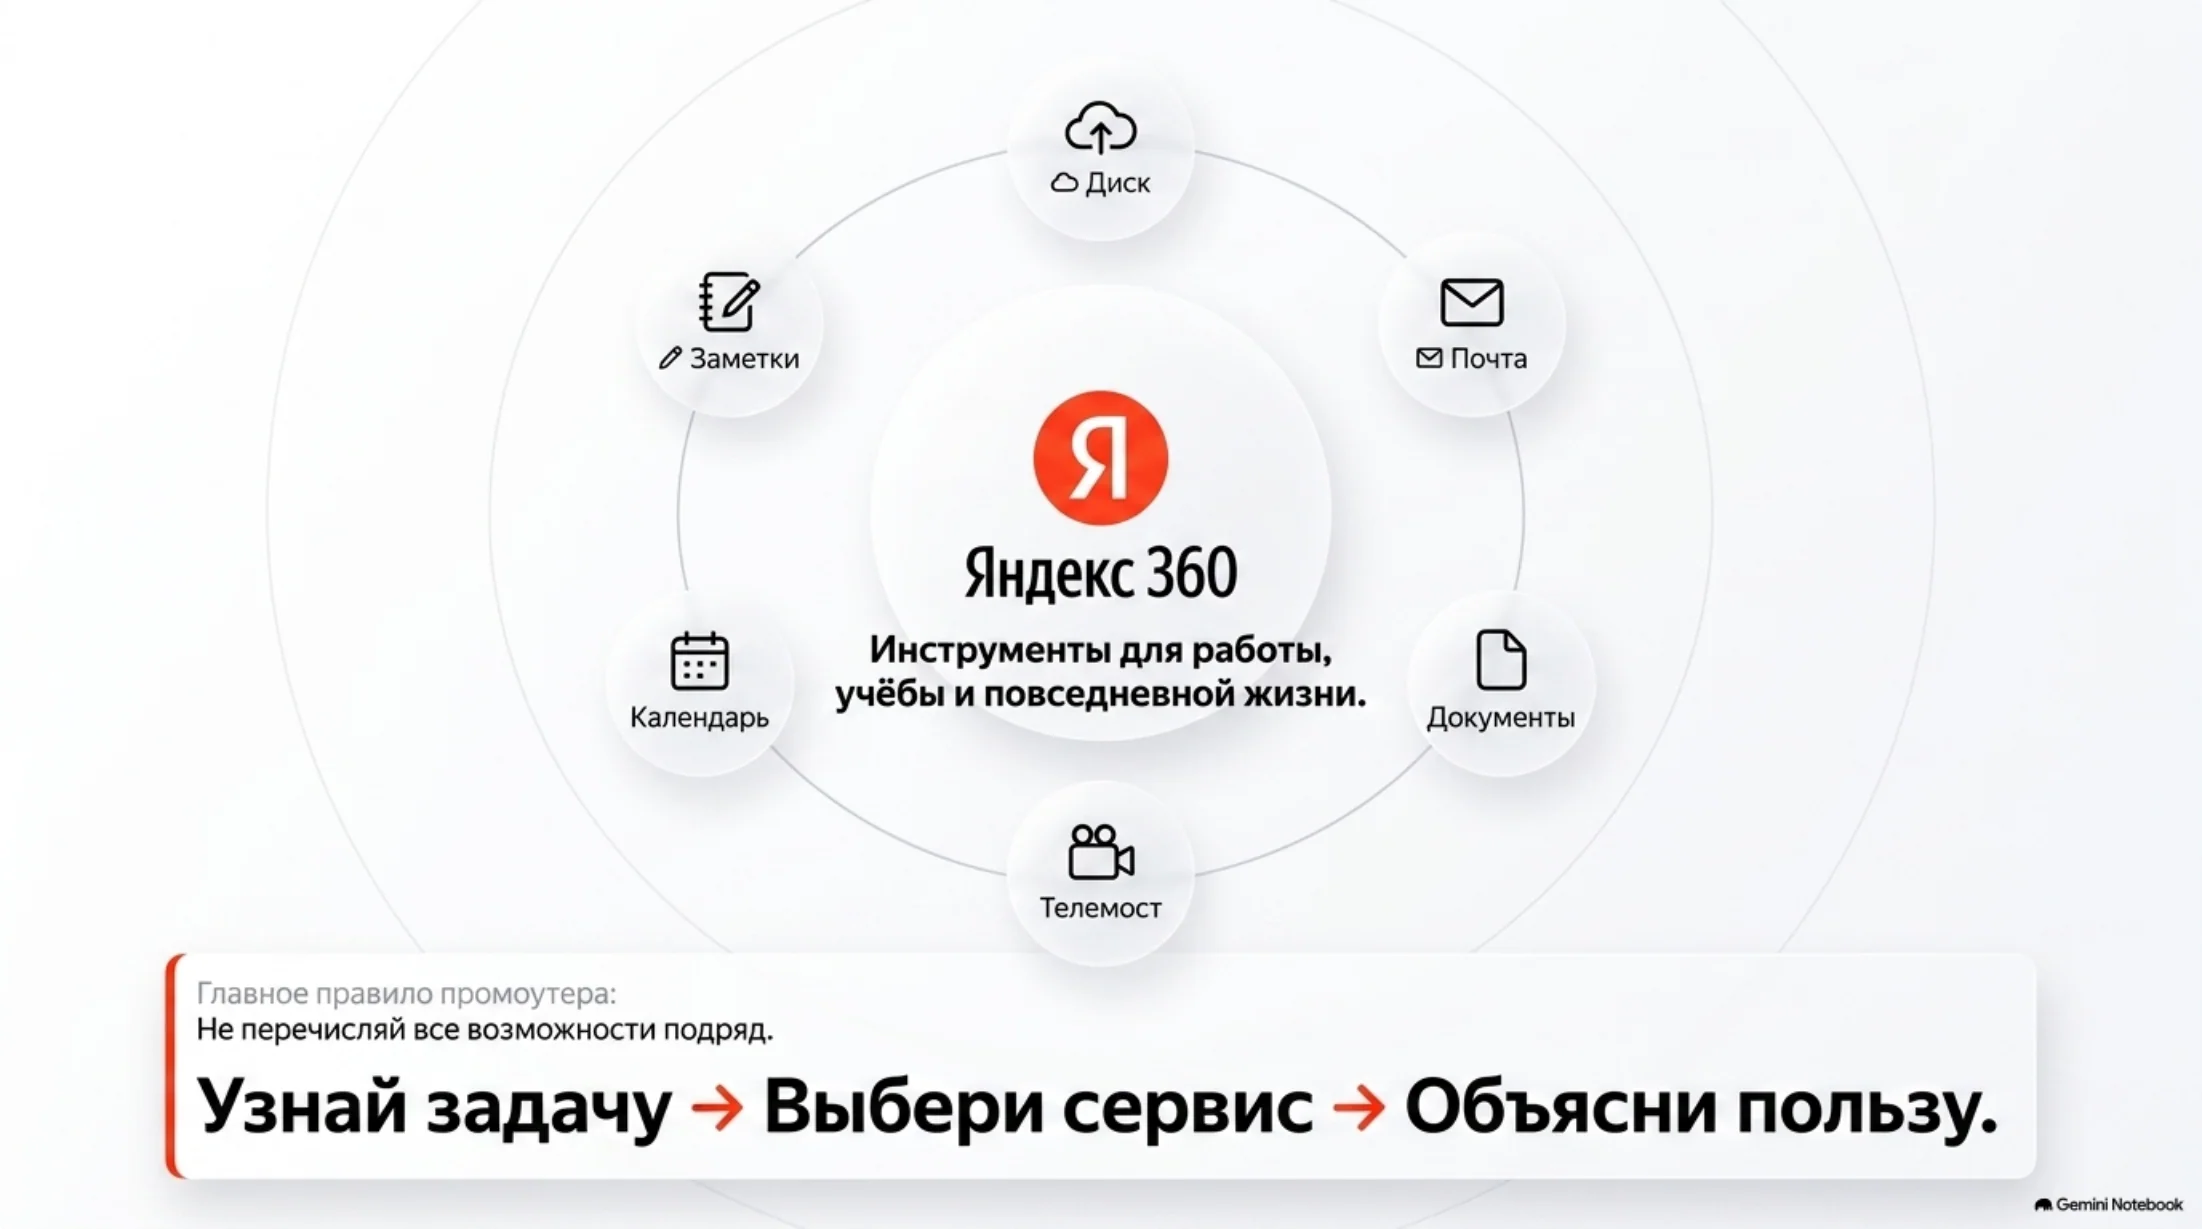 Диск
Заметки
Почта
Я
Яндекс 360
Инструменты для работы,
учёбы и повседневной жизни.
Календарь
Документы
Телемост
Главное правило промоутера:
Не перечисляй все возможности подряд.
Узнай задачу → Выбери сервис → Объясни пользу.
Gemini Notebook